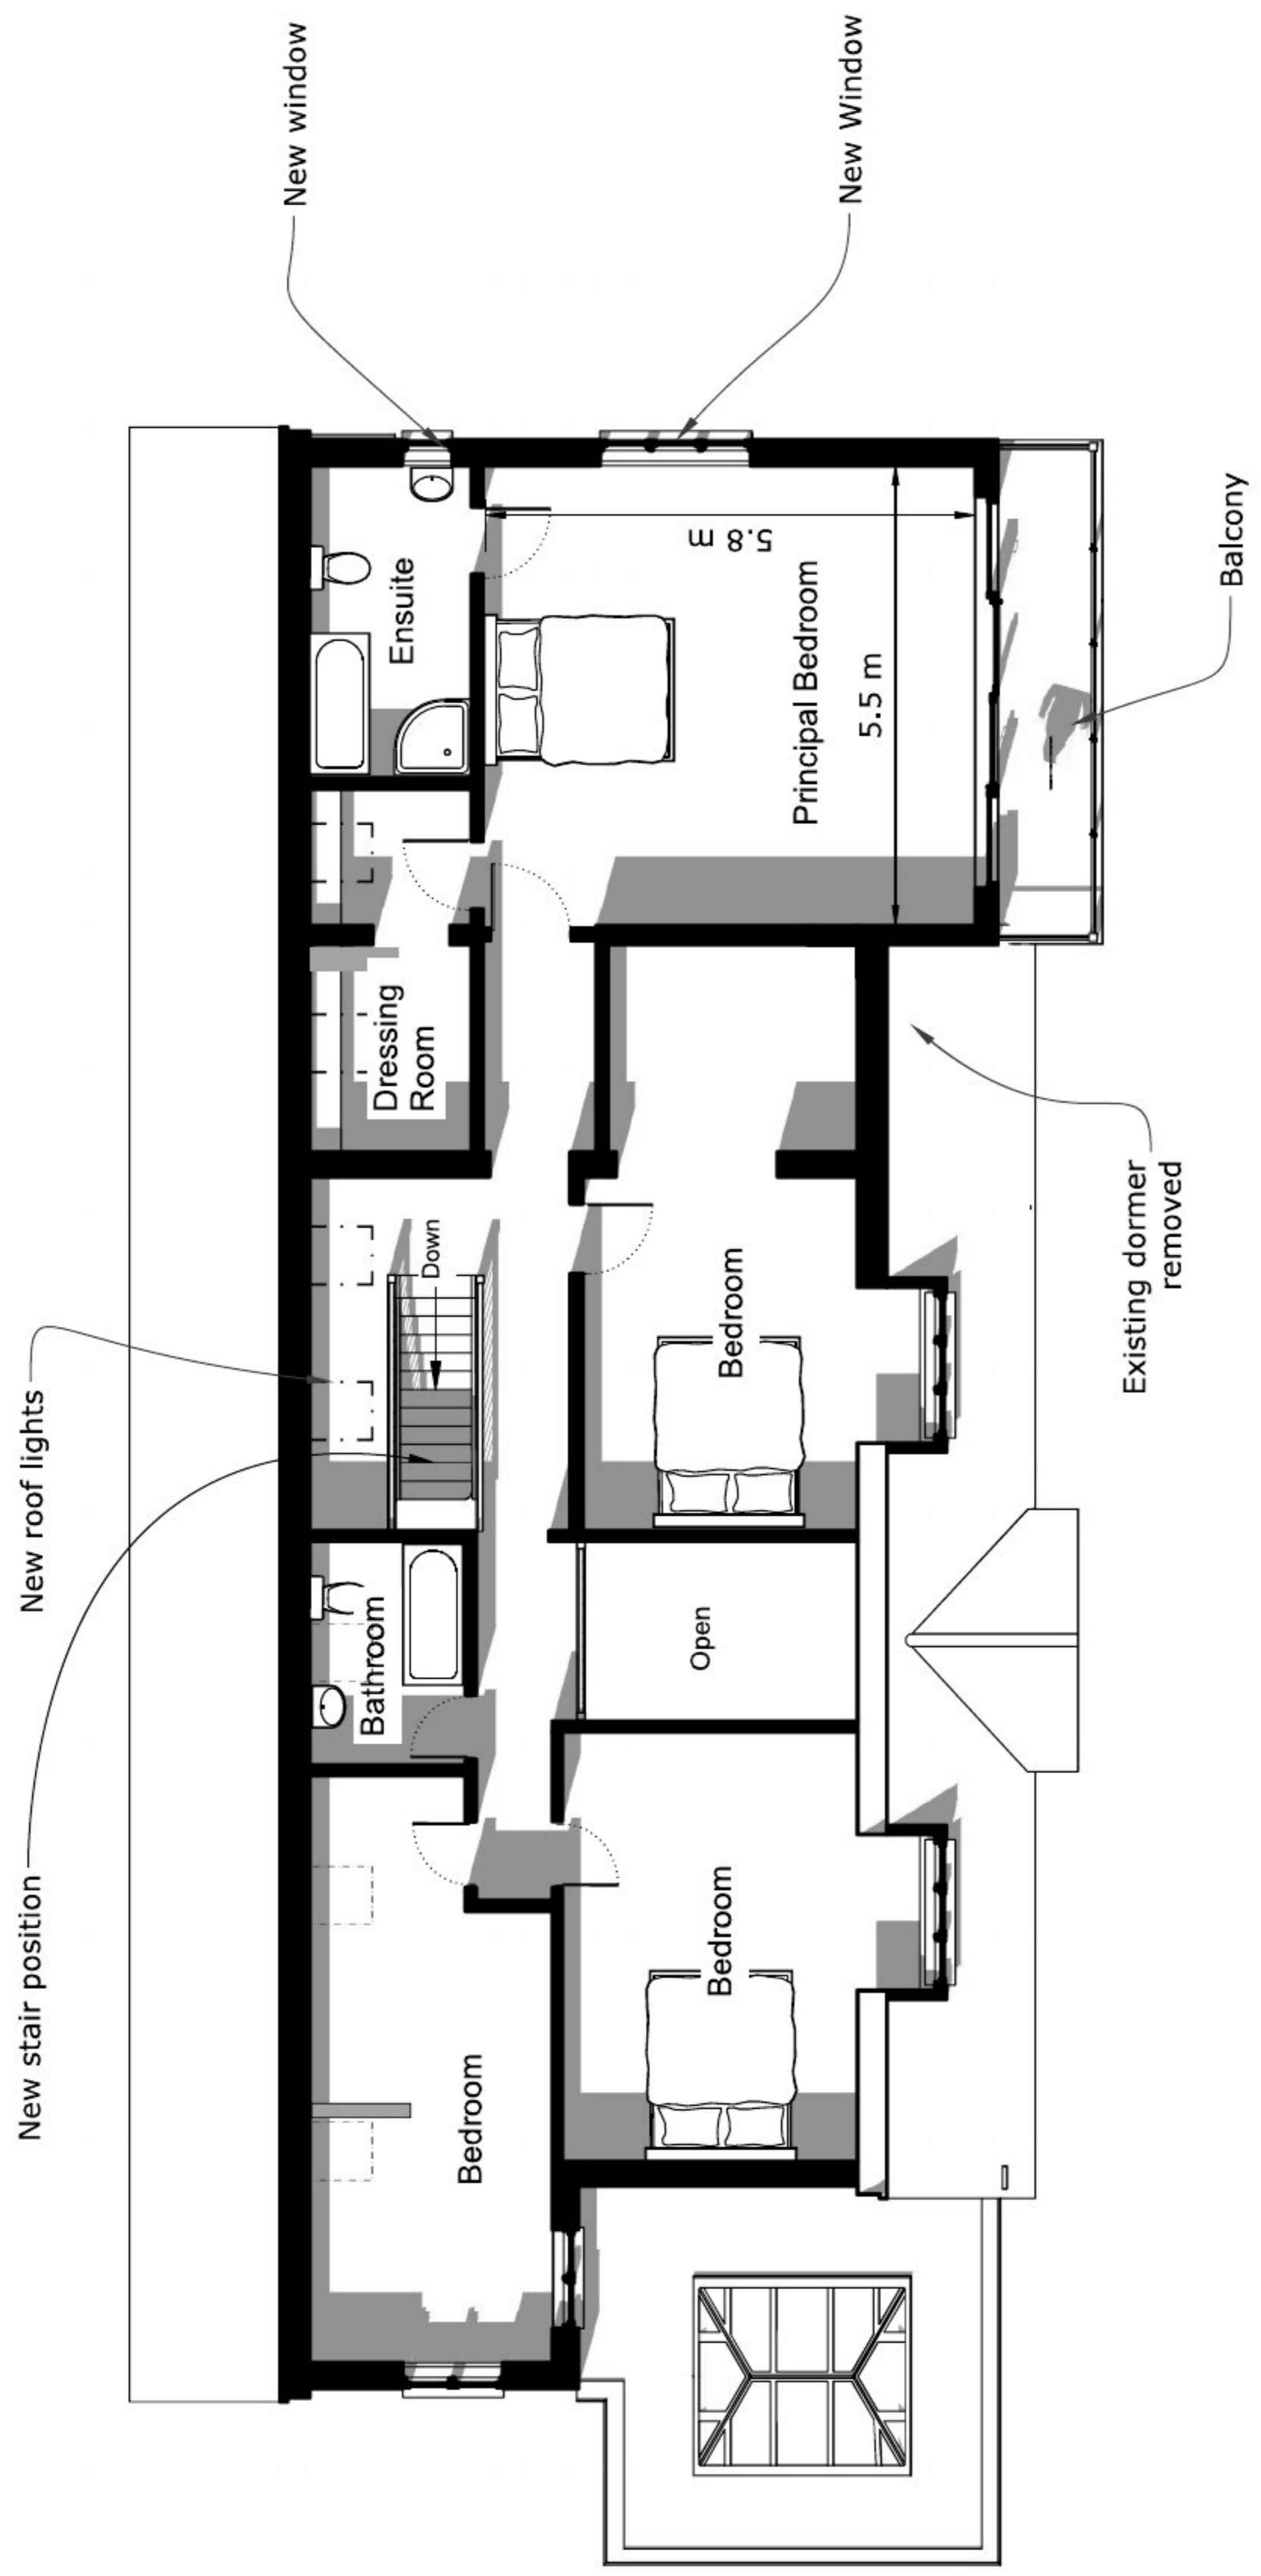 New stair position
New roof lights
New window
Bathroom
Down
Dressing
Room
Ensuite
Bedroom
Bedroom
Open
Bedroom
5.8 m
Principal Bedroom
5.5 m
New Window
Existing dormer
removed
Balcony